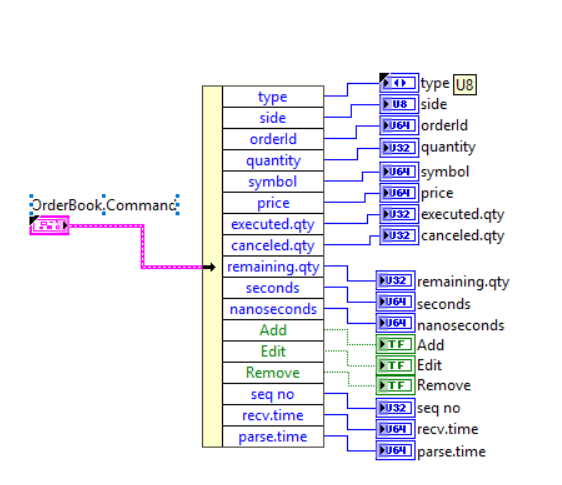 type U8
type
side
U8 side
orderId
U64 orderId
quantity
U32 quantity
symbol
U64 symbol
price
U64 price
OrderBook.Command
executed.qty
U32 executed.qty
canceled.qty
U32 canceled.qty
remaining.qty
U32 remaining.qty
seconds
U64 seconds
nanoseconds
U64 nanoseconds
Add
TF Add
Edit
TF Edit
Remove
TF Remove
seq no
U32 seq no
recv.time
U64 recv.time
parse.time
U64 parse.time